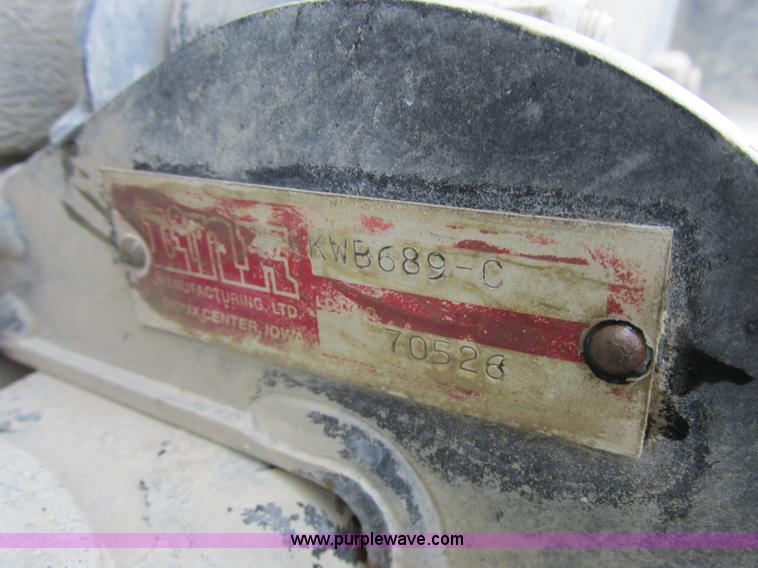 KWB689-C
MANUFACTURING, LTD.
CENTER, IOWA
70526
www.purplewave.com